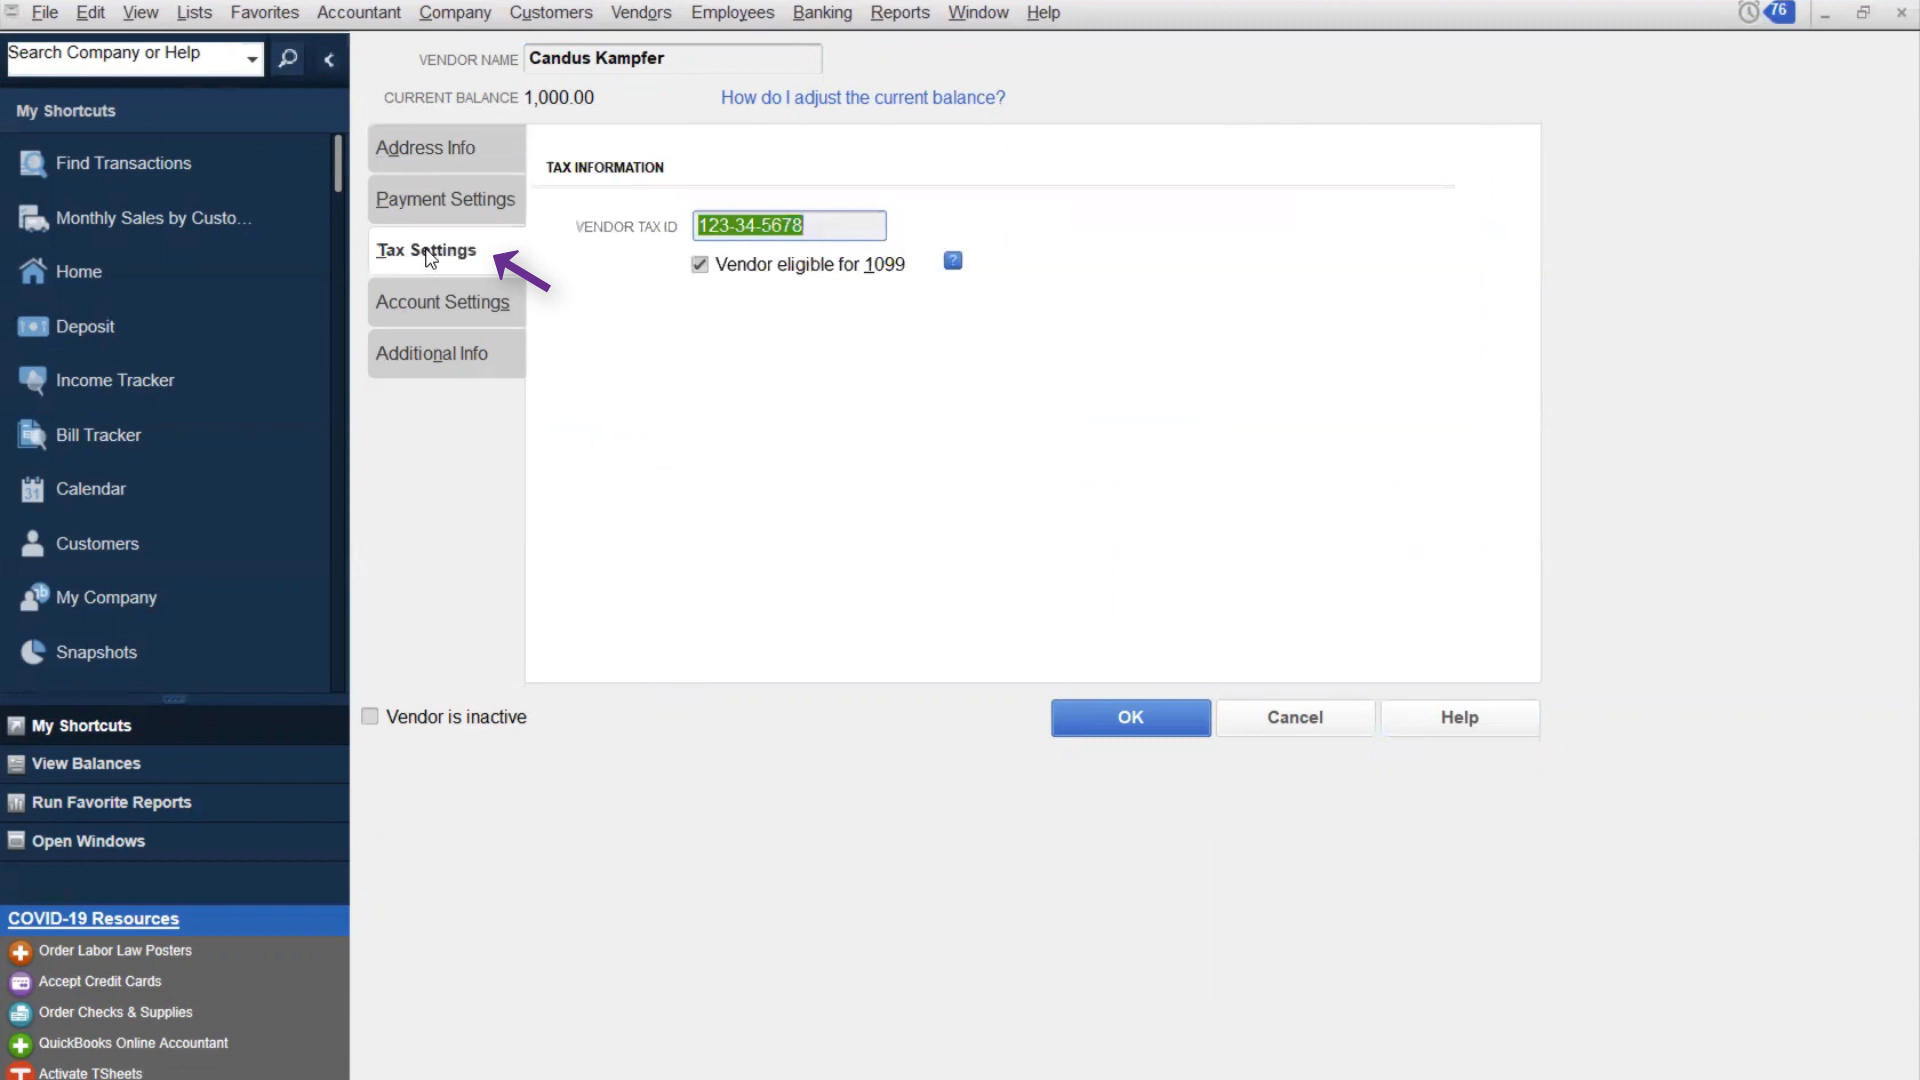 File Edit View Lists Favorites Accountant Company Customers Vendors Employees Banking Reports Window Help
76
Search Company or Help
My Shortcuts
Find Transactions
Monthly Sales by Custo...
Home
Deposit
Income Tracker
Bill Tracker
31
Calendar
Customers
My Company
Snapshots
My Shortcuts
View Balances
Run Favorite Reports
Open Windows
COVID-19 Resources
Order Labor Law Posters
Accept Credit Cards
Order Checks & Supplies
QuickBooks Online Accountant
Activate TSheets
VENDOR NAME Candus Kampfer
CURRENT BALANCE 1,000.00 How do I adjust the current balance?
Address Info
Payment Settings
Tax Settings
Account Settings
Additional Info
TAX INFORMATION
VENDOR TAX ID 123-34-5678
Vendor eligible for 1099 ?
Vendor is inactive
OK Cancel Help